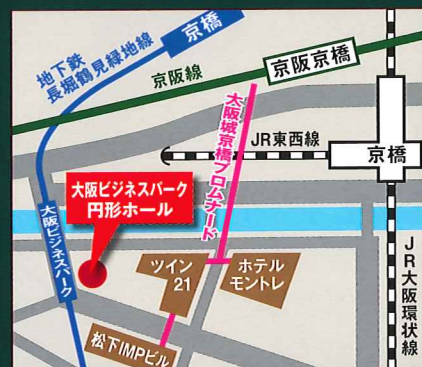 京橋
地下鉄
長堀鶴見緑地線
京阪線
京阪京橋
大阪城京橋プロムナード
JR東西線
京橋
大阪ビジネスパーク
円形ホール
大阪ビジネスパーク
ツイン
21
ホテル
モントレ
JR大阪環状線
松下IMPビル